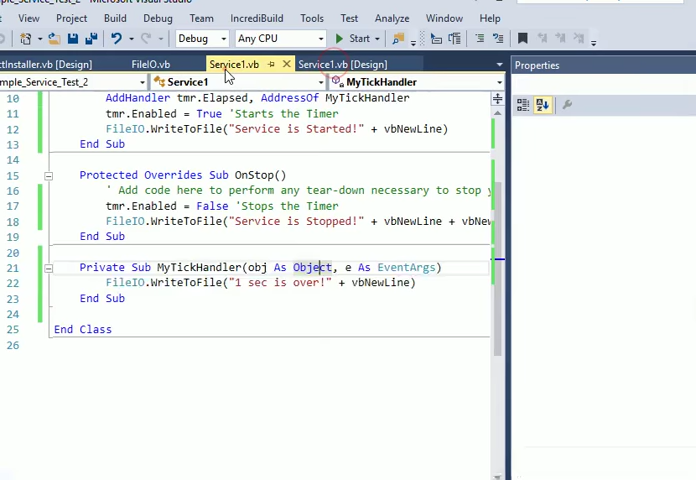 View Project Build Debug Team IncrediBuild Tools Test Analyze Window Help
Debug Any CPU Start
ctInstaller.vb [Design] FileIO.vb Service1.vb Service1.vb [Design]
Properties
mple_Service_Test_2 Service1 MyTickHandler
10 AddHandler tmr.Elapsed, AddressOf MyTickHandler
11 tmr.Enabled = True 'Starts the Timer
12 FileIO.WriteToFile("Service is Started!" + vbNewLine)
13 End Sub
14
15 Protected Overrides Sub OnStop()
16 ' Add code here to perform any tear-down necessary to stop y
17 tmr.Enabled = False 'Stops the Timer
18 FileIO.WriteToFile("Service is Stopped!" + vbNewLine + vbNew
19 End Sub
20
21 Private Sub MyTickHandler(obj As Object, e As EventArgs)
22 FileIO.WriteToFile("1 sec is over!" + vbNewLine)
23 End Sub
24
25 End Class
26